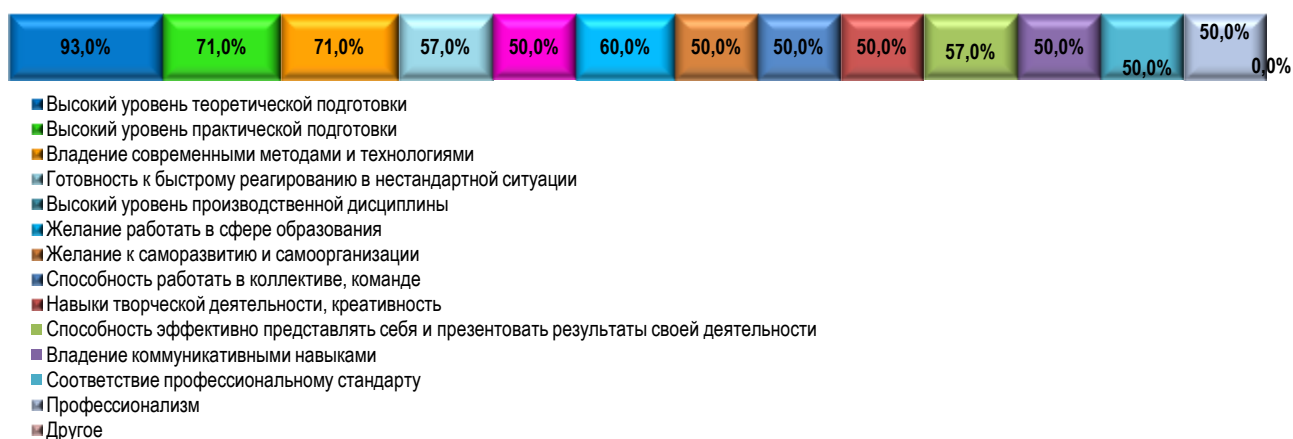 93,0% 71,0% 71,0% 57,0% 50,0% 60,0% 50,0% 50,0% 50,0% 57,0% 50,0% 50,0% 50,0% 0,0%
Высокий уровень теоретической подготовки
Высокий уровень практической подготовки
Владение современными методами и технологиями
Готовность к быстрому реагированию в нестандартной ситуации
Высокий уровень производственной дисциплины
Желание работать в сфере образования
Желание к саморазвитию и самоорганизации
Способность работать в коллективе, команде
Навыки творческой деятельности, креативность
Способность эффективно представлять себя и презентовать результаты своей деятельности
Владение коммуникативными навыками
Соответствие профессиональному стандарту
Профессионализм
Другое